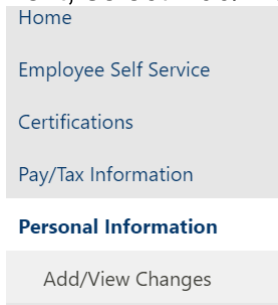 Home
Employee Self Service
Certifications
Pay/Tax Information
Personal Information
Add/View Changes